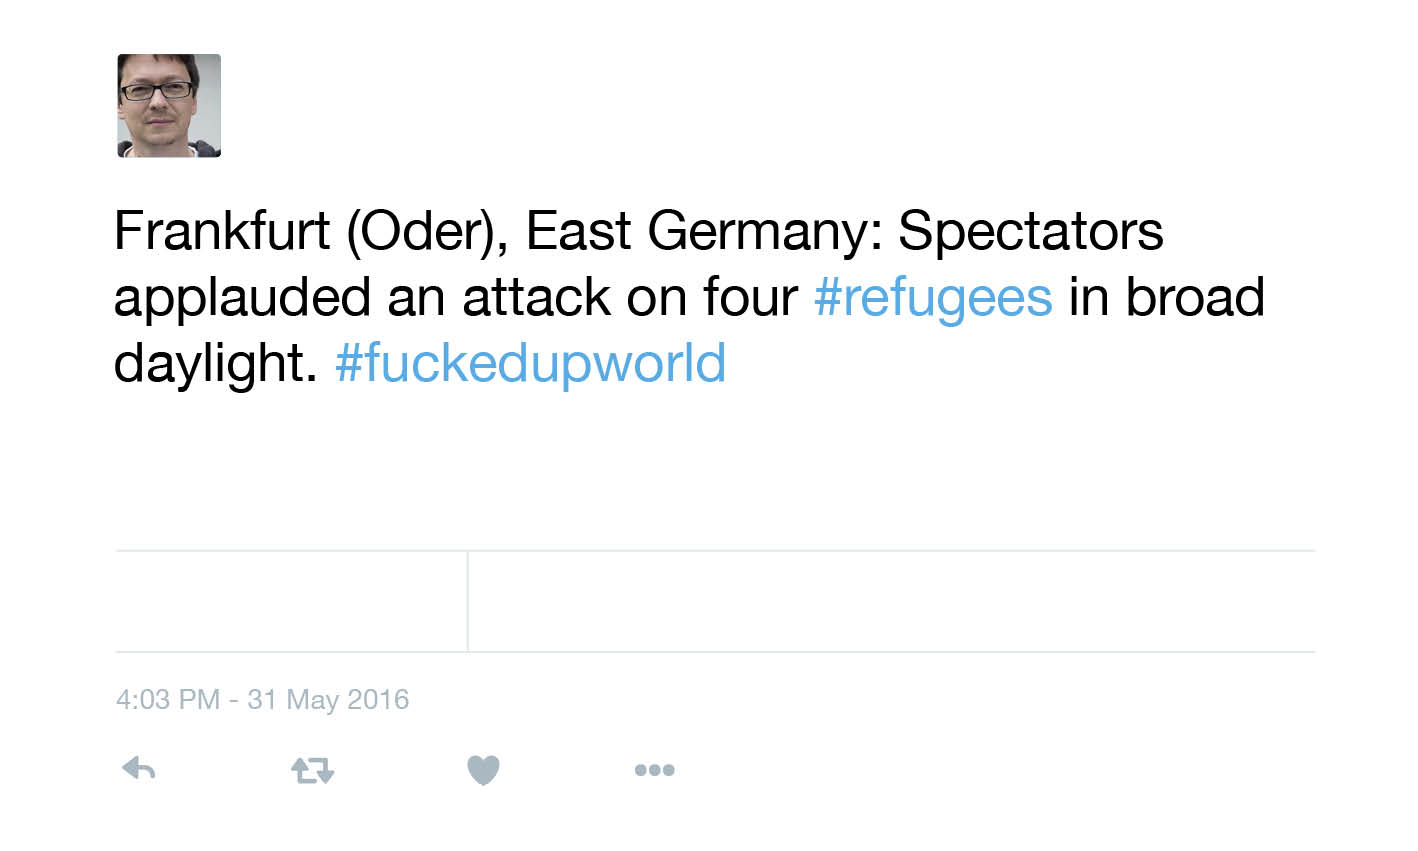 Frankfurt (Oder), East Germany: Spectators
applauded an attack on four #refugees in broad
daylight. #fuckedupworld
4:03 PM - 31 May 2016